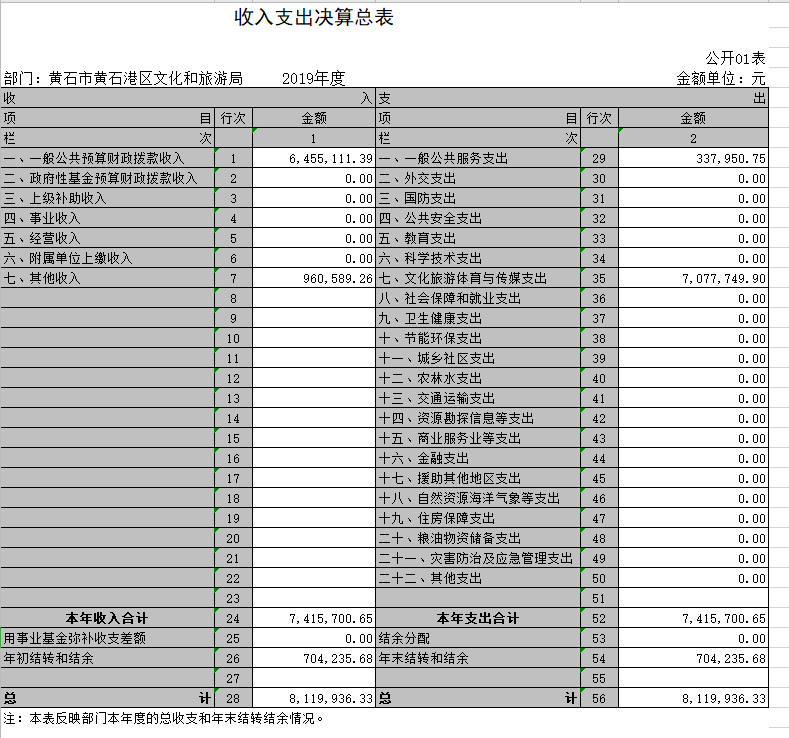 收入支出决算总表
公开01表
部门：黄石市黄石港区文化和旅游局 2019年度 金额单位：元
收 入 支 出
项 目 行次 金额 项 目 行次 金额
栏 次 1 栏 次 2
一、一般公共预算财政拨款收入 1 6,455,111.39 一、一般公共服务支出 29 337,950.75
二、政府性基金预算财政拨款收入 2 0.00 二、外交支出 30 0.00
三、上级补助收入 3 0.00 三、国防支出 31 0.00
四、事业收入 4 0.00 四、公共安全支出 32 0.00
五、经营收入 5 0.00 五、教育支出 33 0.00
六、附属单位上缴收入 6 0.00 六、科学技术支出 34 0.00
七、其他收入 7 960,589.26 七、文化旅游体育与传媒支出 35 7,077,749.90
8 八、社会保障和就业支出 36 0.00
9 九、卫生健康支出 37 0.00
10 十、节能环保支出 38 0.00
11 十一、城乡社区支出 39 0.00
12 十二、农林水支出 40 0.00
13 十三、交通运输支出 41 0.00
14 十四、资源勘探信息等支出 42 0.00
15 十五、商业服务业等支出 43 0.00
16 十六、金融支出 44 0.00
17 十七、援助其他地区支出 45 0.00
18 十八、自然资源海洋气象等支出 46 0.00
19 十九、住房保障支出 47 0.00
20 二十、粮油物资储备支出 48 0.00
21 二十一、灾害防治及应急管理支出 49 0.00
22 二十二、其他支出 50 0.00
23 51
本年收入合计 24 7,415,700.65 本年支出合计 52 7,415,700.65
用事业基金弥补收支差额 25 0.00 结余分配 53 0.00
年初结转和结余 26 704,235.68 年末结转和结余 54 704,235.68
27 55
总 计 28 8,119,936.33 总 计 56 8,119,936.33
注：本表反映部门本年度的总收支和年末结转结余情况。